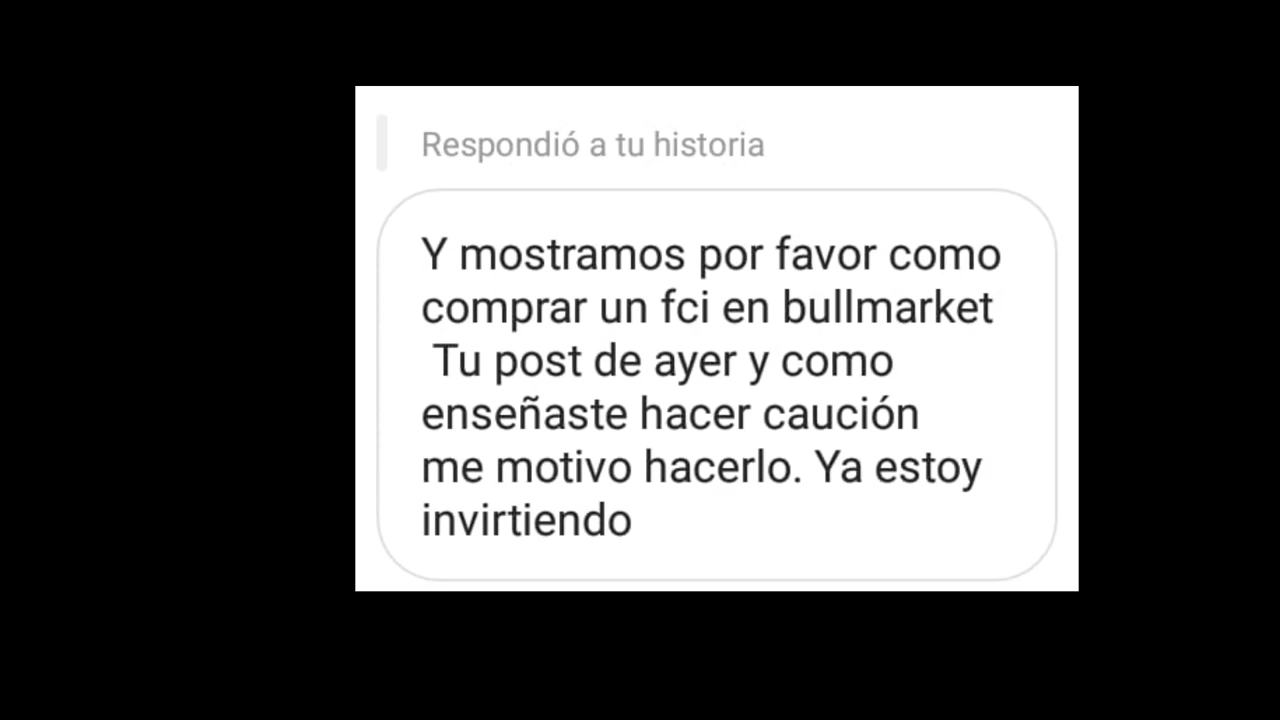 Respondió a tu historia
Y mostramos por favor como
comprar un fci en bullmarket
Tu post de ayer y como
enseñaste hacer caución
me motivo hacerlo. Ya estoy
invirtiendo